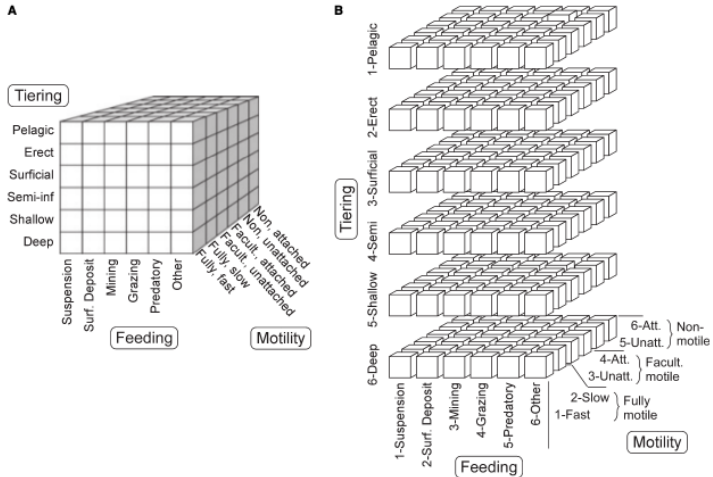 A
Tiering
Pelagic
Erect
Surficial
Semi-inf
Shallow
Deep
Suspension
Surf. Deposit
Mining
Grazing
Predatory
Other
Feeding
Non, attached
Non, unattached
Facult., attached
Facult., unattached
Fully, slow
Fully, fast
Motility
B
Tiering
1-Pelagic
2-Erect
3-Surficial
4-Semi
5-Shallow
6-Deep
1-Suspension
2-Surf. Deposit
3-Mining
4-Grazing
5-Predatory
6-Other
Feeding
6-Att.
5-Unatt.
Non-
motile
4-Att.
3-Unatt.
Facult.
motile
2-Slow
1-Fast
Fully
motile
Motility